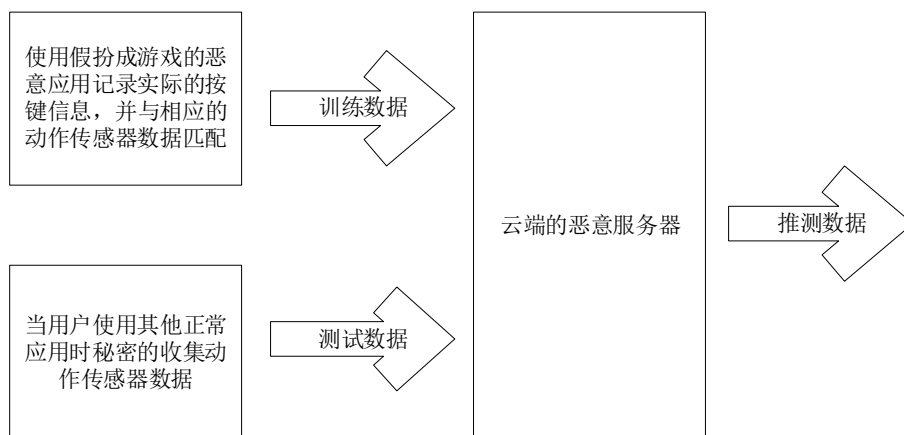 使用假扮成游戏的恶
意应用记录实际的按
键信息，并与相应的
动作传感器数据匹配
训练数据
当用户使用其他正常
应用时秘密的收集动
作传感器数据
测试数据
云端的恶意服务器
推测数据